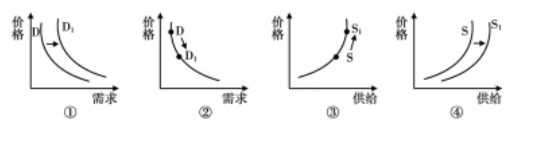 价格 D D₁ 需求 ①
价格 D D₁ 需求 ②
价格 S₁ S 供给 ③
价格 S S₁ 供给 ④